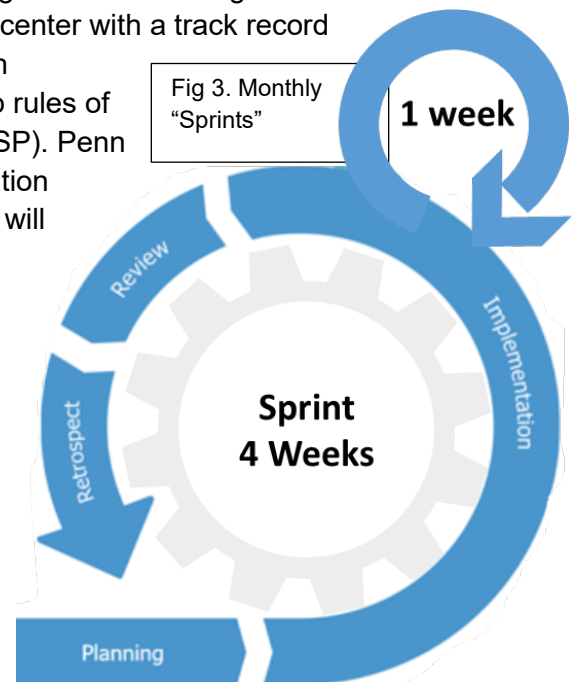 center with a track record
rules of
SP). Penn
will
Fig 3. Monthly
“Sprints”
1 week
Review
Implementation
Retrospect
Sprint
4 Weeks
Planning